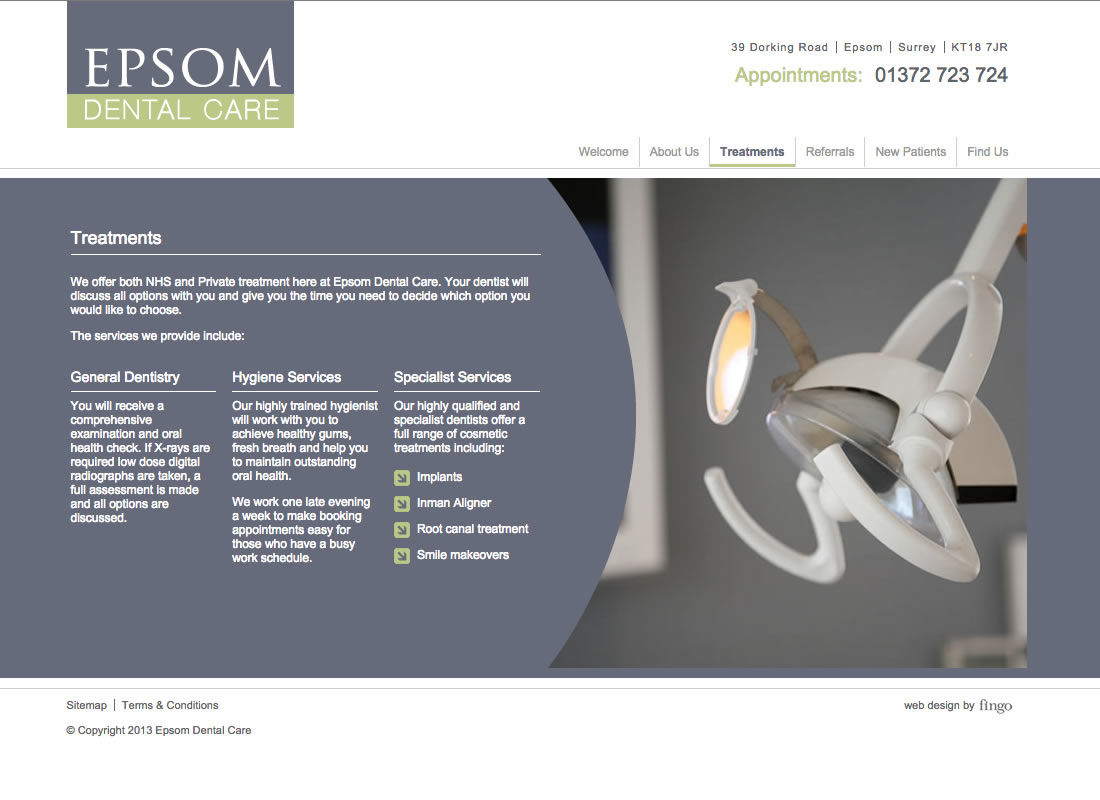 EPSOM
DENTAL CARE
39 Dorking Road | Epsom | Surrey | KT18 7JR
Appointments: 01372 723 724
Welcome | About Us | Treatments | Referrals | New Patients | Find Us
Treatments
We offer both NHS and Private treatment here at Epsom Dental Care. Your dentist will
discuss all options with you and give you the time you need to decide which option you
would like to choose.
The services we provide include:
General Dentistry
You will receive a
comprehensive
examination and oral
health check. If X-rays are
required low dose digital
radiographs are taken, a
full assessment is made
and all options are
discussed.
Hygiene Services
Our highly trained hygienist
will work with you to
achieve healthy gums,
fresh breath and help you
to maintain outstanding
oral health.
We work one late evening
a week to make booking
appointments easy for
those who have a busy
work schedule.
Specialist Services
Our highly qualified and
specialist dentists offer a
full range of cosmetic
treatments including:
Implants
Inman Aligner
Root canal treatment
Smile makeovers
Sitemap | Terms & Conditions
web design by fingo
© Copyright 2013 Epsom Dental Care